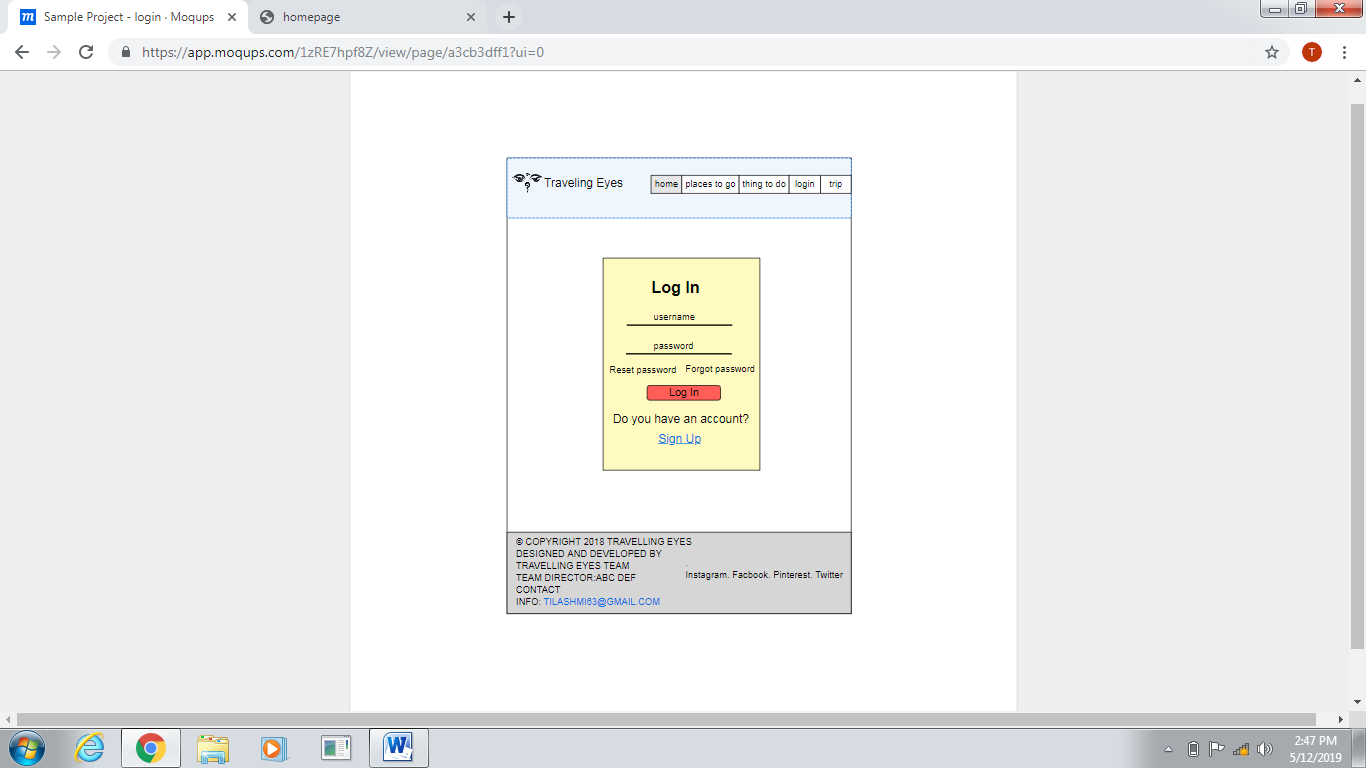 Sample Project - login · Moqups
homepage
https://app.moqups.com/1zRE7hpf8Z/view/page/a3cb3dff1?ui=0
T
Traveling Eyes
home places to go thing to do login trip
Log In
username
password
Reset password Forgot password
Log In
Do you have an account?
Sign Up
© COPYRIGHT 2018 TRAVELLING EYES
DESIGNED AND DEVELOPED BY
TRAVELLING EYES TEAM
TEAM DIRECTOR:ABC DEF
CONTACT
INFO: TILASHMI63@GMAIL.COM
Instagram. Facbook. Pinterest. Twitter
2:47 PM
5/12/2019